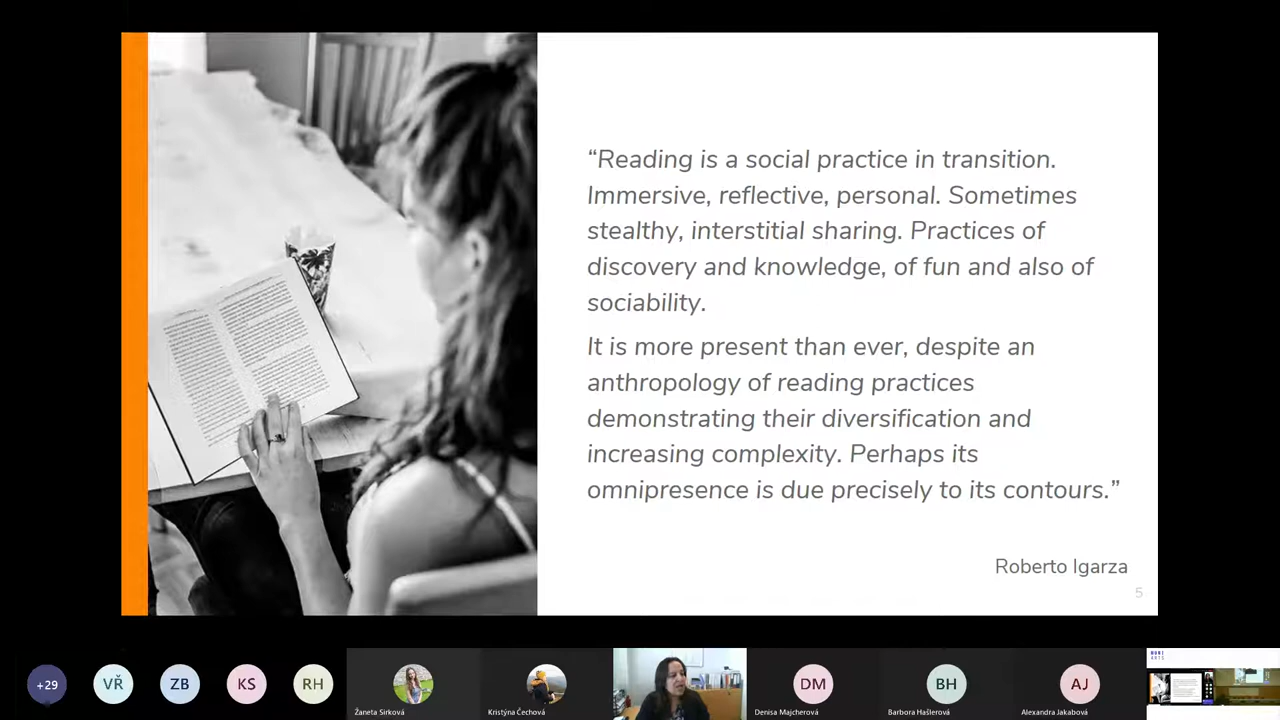 “Reading is a social practice in transition.
Immersive, reflective, personal. Sometimes
stealthy, interstitial sharing. Practices of
discovery and knowledge, of fun and also of
sociability.
It is more present than ever, despite an
anthropology of reading practices
demonstrating their diversification and
increasing complexity. Perhaps its
omnipresence is due precisely to its contours.”
Roberto Igarza
5
+29
VŘ
ZB
KS
RH
Žaneta Sirková
Kristýna Čechová
DM
Denisa Majcherová
BH
Barbora Hašlerová
AJ
Alexandra Jakabová
MUNI
ARTS